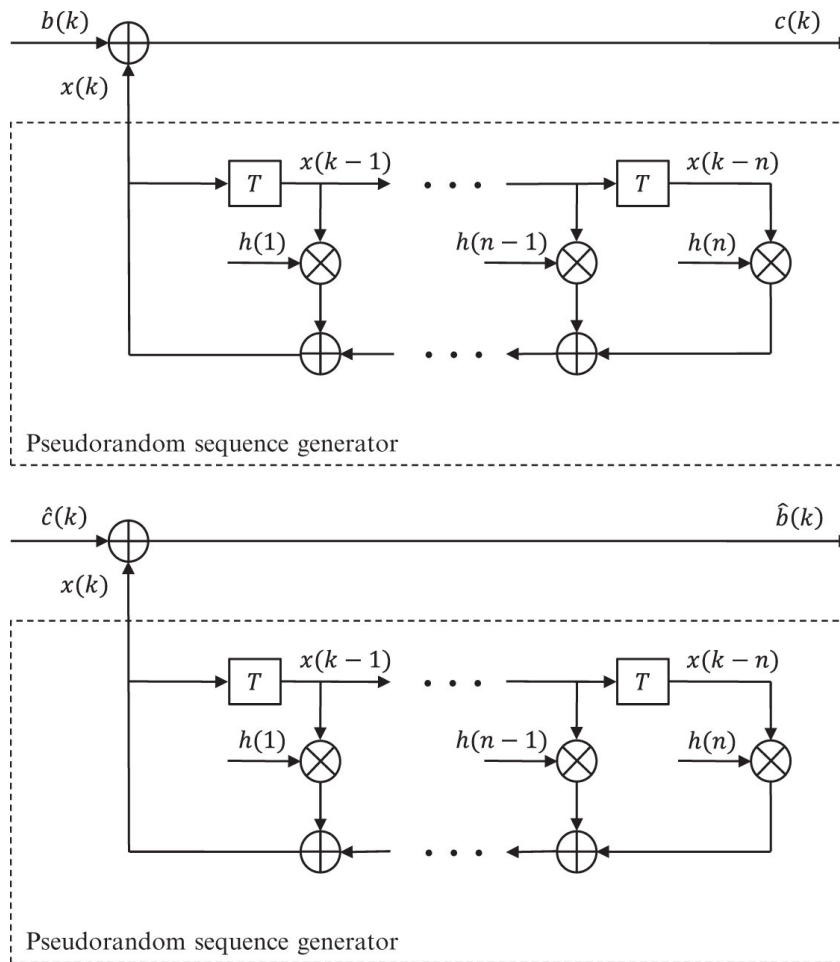 b(k) c(k)
x(k)
T x(k − 1) • • • T x(k − n)
h(1) h(n − 1) h(n)
Pseudorandom sequence generator
ĉ(k) b̂(k)
x(k)
T x(k − 1) • • • T x(k − n)
h(1) h(n − 1) h(n)
• • •
Pseudorandom sequence generator